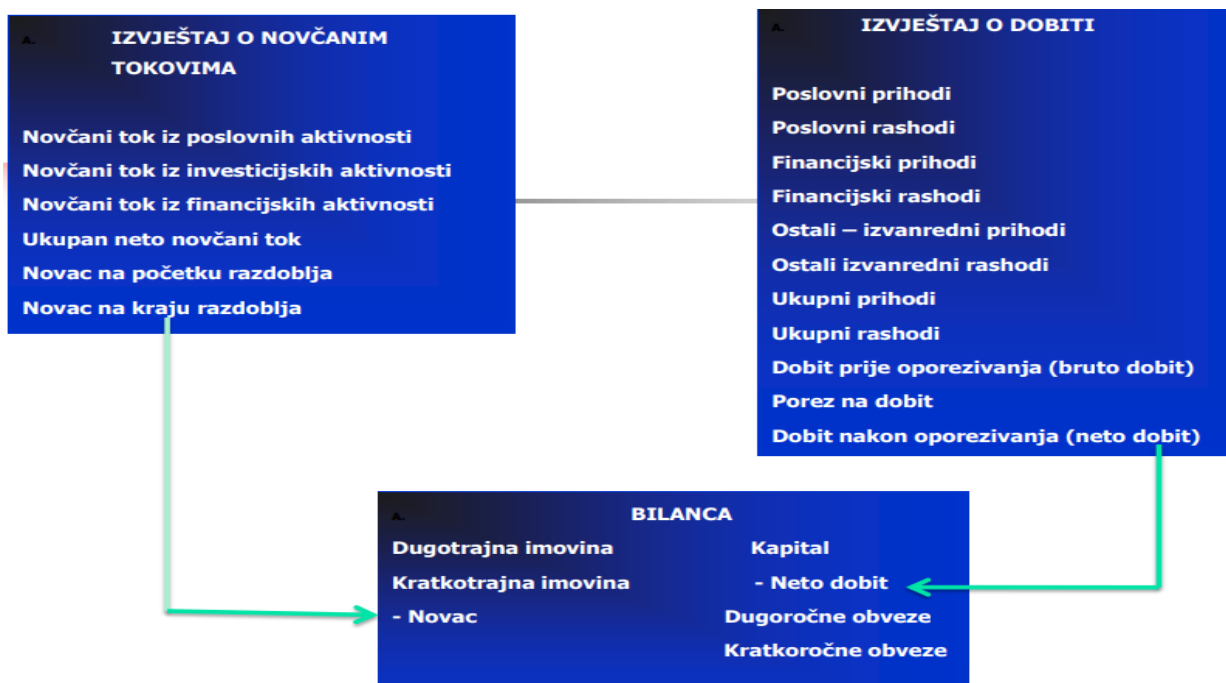 A.
IZVJEŠTAJ O NOVČANIM
TOKOVIMA
Novčani tok iz poslovnih aktivnosti
Novčani tok iz investicijskih aktivnosti
Novčani tok iz financijskih aktivnosti
Ukupan neto novčani tok
Novac na početku razdoblja
Novac na kraju razdoblja
A.
IZVJEŠTAJ O DOBITI
Poslovni prihodi
Poslovni rashodi
Financijski prihodi
Financijski rashodi
Ostali – izvanredni prihodi
Ostali izvanredni rashodi
Ukupni prihodi
Ukupni rashodi
Dobit prije oporezivanja (bruto dobit)
Porez na dobit
Dobit nakon oporezivanja (neto dobit)
A.
BILANCA
Dugotrajna imovina
Kratkotrajna imovina
- Novac
Kapital
- Neto dobit
Dugoročne obveze
Kratkoročne obveze